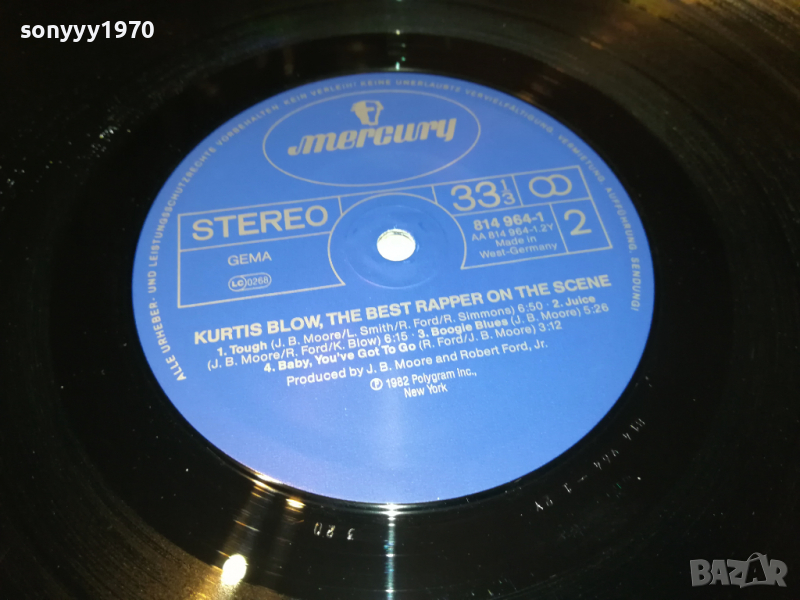 sonyyy1970
ALLE URHEBER- UND LEISTUNGSSCHUTZRECHTE VORBEHALTEN. KEIN VERLEIH! KEINE UNERLAUBTE VERVIELFÄLTIGUNG, VERMIETUNG, AUFFÜHRUNG, SENDUNG!
mercury
STEREO
33 1/3
GEMA
LC 0268
814 964-1
AA 814 964-1.2Y
Made in
West-Germany
2
KURTIS BLOW, THE BEST RAPPER ON THE SCENE
1. Tough (J. B. Moore/L. Smith/R. Ford/R. Simmons) 6:50 · 2. Juice
(J. B. Moore/R. Ford/K. Blow) 6:15 · 3. Boogie Blues (J. B. Moore) 5:26
4. Baby, You've Got To Go (R. Ford/J. B. Moore) 3:12
Produced by J. B. Moore and Robert Ford, Jr.
℗ 1982 Polygram Inc.,
New York
320
BAZAR